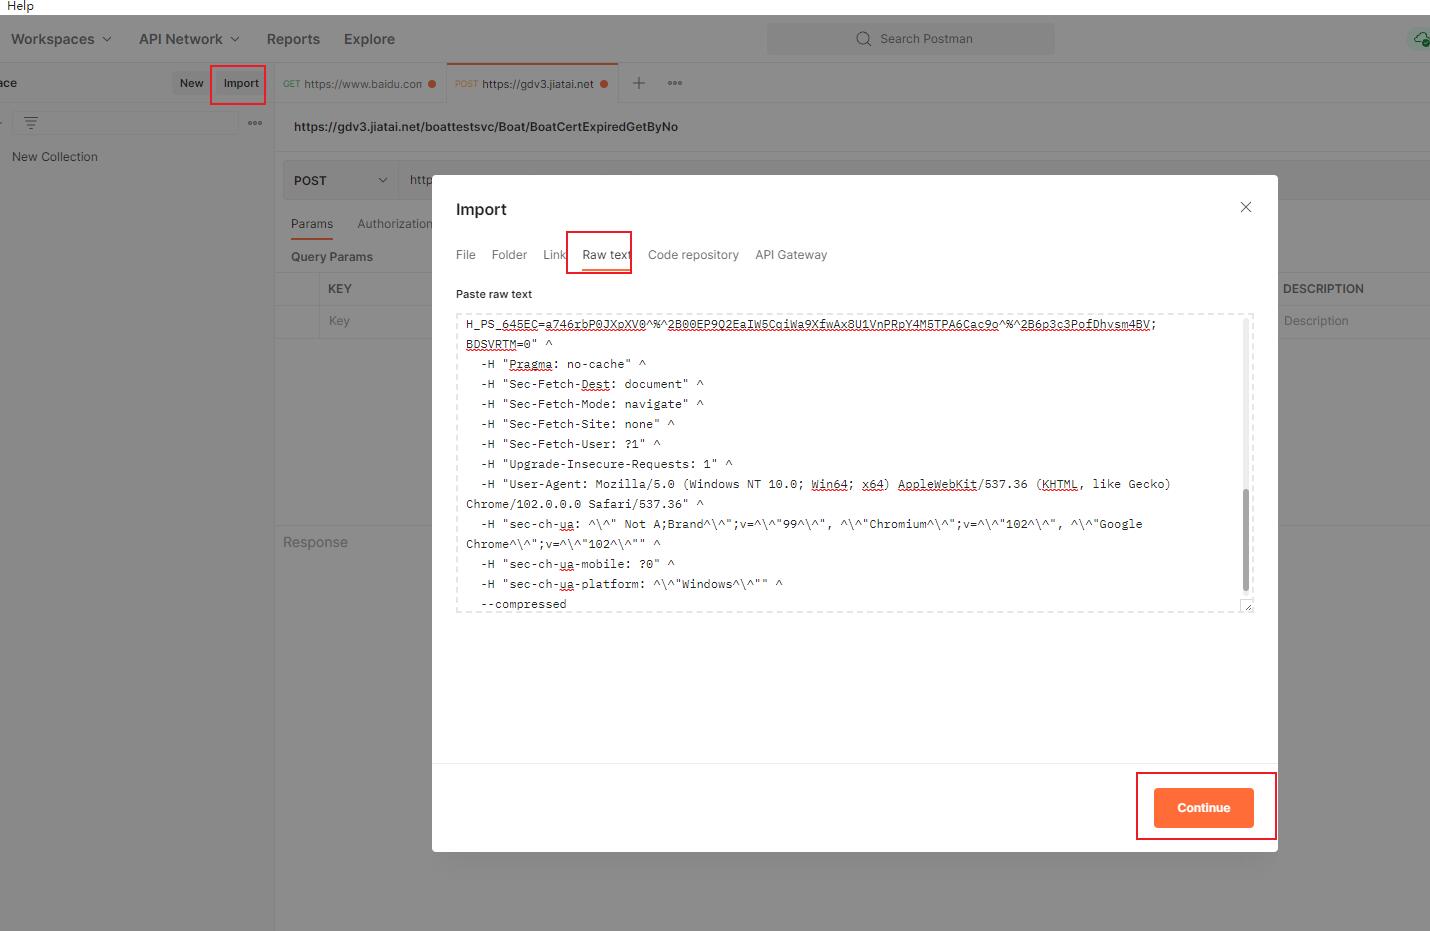 Help
Workspaces
API Network
Reports
Explore
Search Postman
ace
New
Import
GET https://www.baidu.con
POST https://gdv3.jiatai.net
New Collection
https://gdv3.jiatai.net/boattestsvc/Boat/BoatCertExpiredGetByNo
POST
http
Params
Authorization
Query Params
KEY
DESCRIPTION
Key
Description
Response
Import
File
Folder
Link
Raw text
Code repository
API Gateway
Paste raw text
H_PS_645EC=a746rbP0JXpXV0^%^2B00EP9Q2EaIW5CqiWa9XfwAx8U1VnPRpY4M5TPA6Cac9o^%^2B6p3c3PofDhvsm4BV;
BDSVRTM=0" ^
-H "Pragma: no-cache" ^
-H "Sec-Fetch-Dest: document" ^
-H "Sec-Fetch-Mode: navigate" ^
-H "Sec-Fetch-Site: none" ^
-H "Sec-Fetch-User: ?1" ^
-H "Upgrade-Insecure-Requests: 1" ^
-H "User-Agent: Mozilla/5.0 (Windows NT 10.0; Win64; x64) AppleWebKit/537.36 (KHTML, like Gecko)
Chrome/102.0.0.0 Safari/537.36" ^
-H "sec-ch-ua: ^\^" Not A;Brand^\^";v=^\^"99^\^", ^\^"Chromium^\^";v=^\^"102^\^", ^\^"Google
Chrome^\^";v=^\^"102^\^"" ^
-H "sec-ch-ua-mobile: ?0" ^
-H "sec-ch-ua-platform: ^\^"Windows^\^"" ^
--compressed
Continue